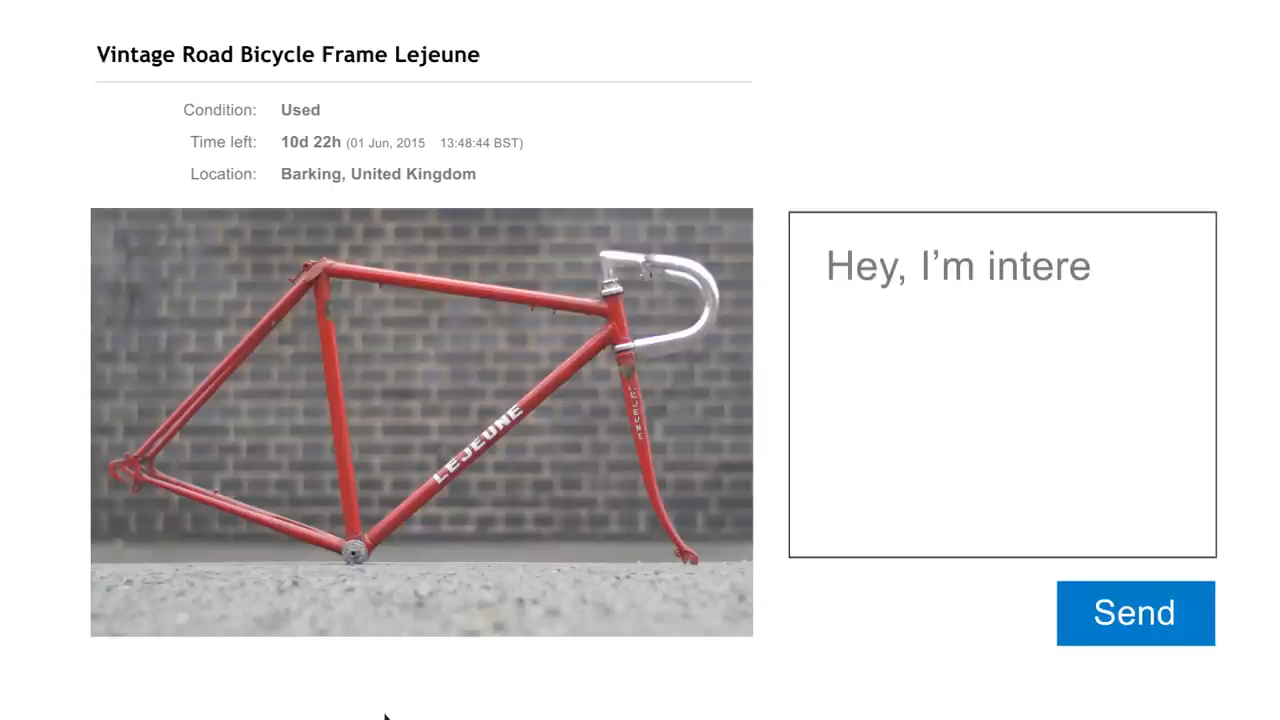 Vintage Road Bicycle Frame Lejeune
Condition: Used
Time left: 10d 22h (01 Jun, 2015 13:48:44 BST)
Location: Barking, United Kingdom
Hey, I’m intere
LEJEUNE
LEJEUNE
Send